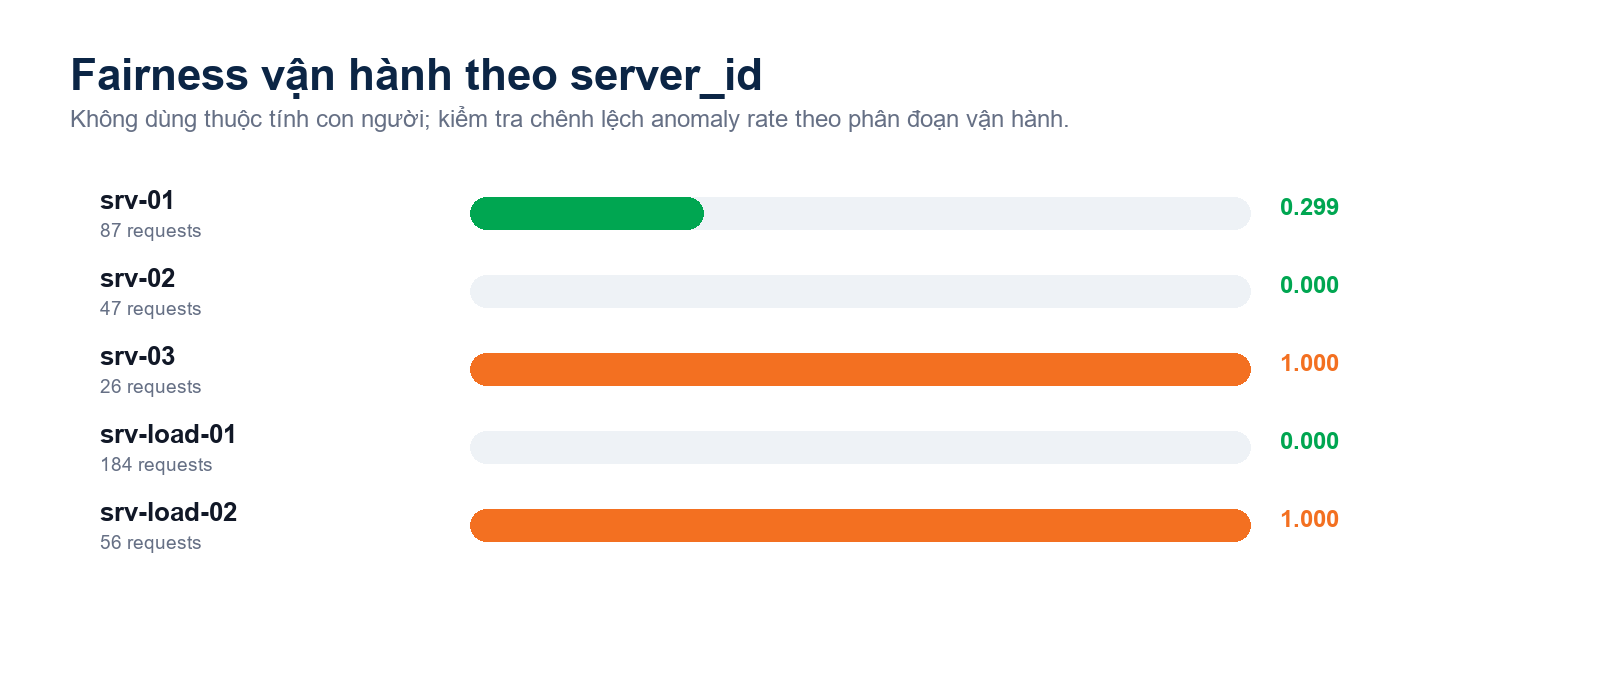 Fairness vận hành theo server_id
Không dùng thuộc tính con người; kiểm tra chênh lệch anomaly rate theo phân đoạn vận hành.
srv-01
87 requests
0.299
srv-02
47 requests
0.000
srv-03
26 requests
1.000
srv-load-01
184 requests
0.000
srv-load-02
56 requests
1.000